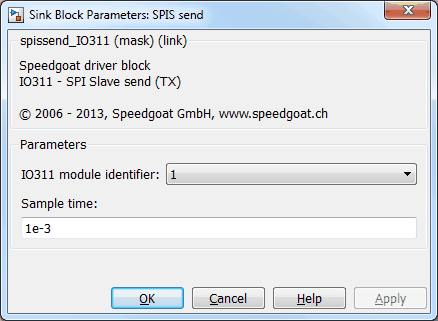 Sink Block Parameters: SPIS send
spissend_IO311 (mask) (link)
Speedgoat driver block
IO311 - SPI Slave send (TX)
© 2006 - 2013, Speedgoat GmbH, www.speedgoat.ch
Parameters
IO311 module identifier: 1
Sample time:
1e-3
OK Cancel Help Apply